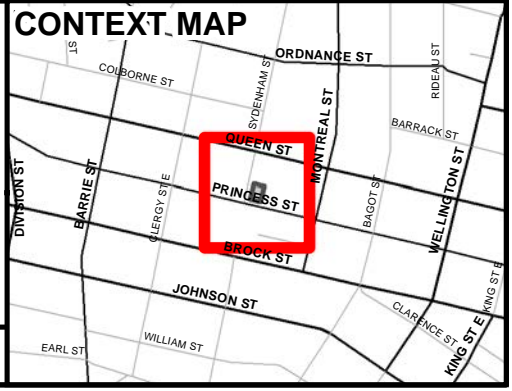 CONTEXT MAP
ST
ORDNANCE ST
COLBORNE ST
RIDEAU ST
SYDENHAM ST
MONTREAL ST
BARRACK ST
QUEEN ST
DIVISION ST
BARRIE ST
CLERGY ST E
PRINCESS ST
BAGOT ST
WELLINGTON ST
BROCK ST
JOHNSON ST
KING ST E
CLARENCE ST
KING ST E
WILLIAM ST
EARL ST